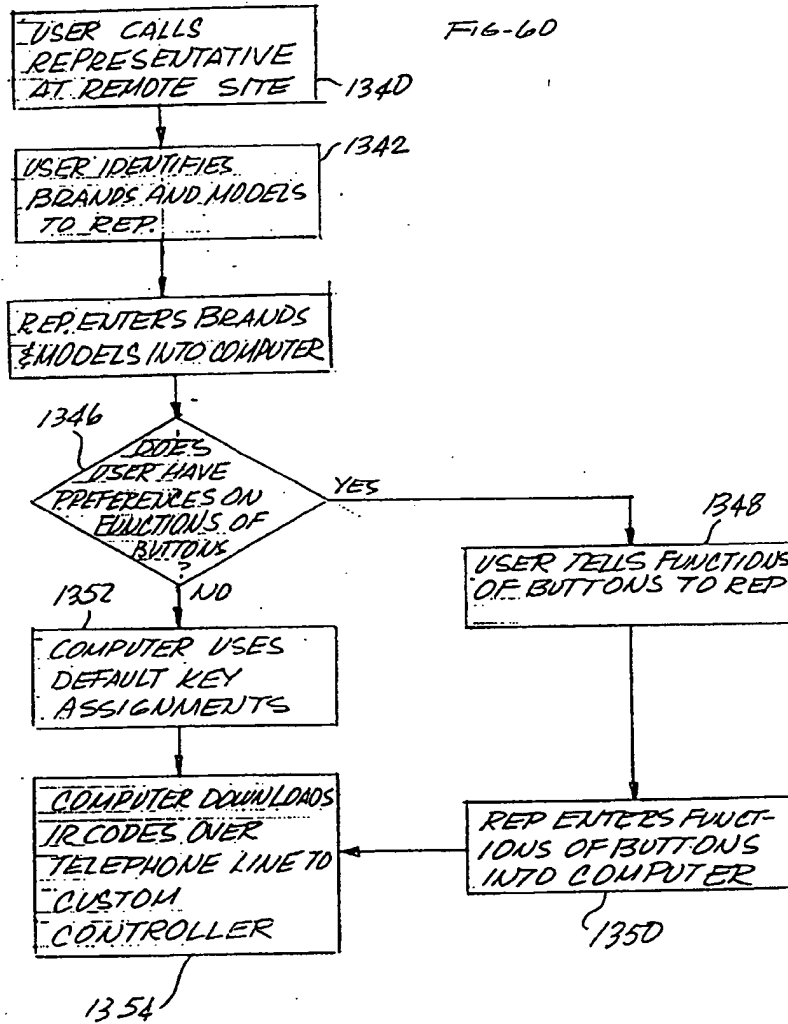 FIG-60
USER CALLS
REPRESENTATIVE
AT REMOTE SITE
1340
1342
USER IDENTIFIES
BRANDS AND MODELS
TO REP.
REP. ENTERS BRANDS
& MODELS INTO COMPUTER
1346
DOES
USER HAVE
PREFERENCES ON
FUNCTIONS OF
BUTTONS
?
YES
NO
1348
USER TELLS FUNCTIONS
OF BUTTONS TO REP
1352
COMPUTER USES
DEFAULT KEY
ASSIGNMENTS
COMPUTER DOWNLOADS
IR CODES OVER
TELEPHONE LINE TO
CUSTOM
CONTROLLER
1354
REP ENTERS FUNCT-
IONS OF BUTTONS
INTO COMPUTER
1350